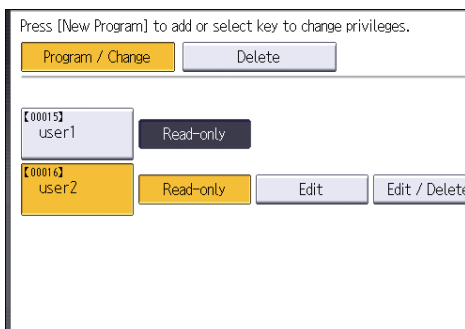 Press [New Program] to add or select key to change privileges.
Program / Change Delete
【00015】
user1 Read-only
【00016】
user2 Read-only Edit Edit / Delete